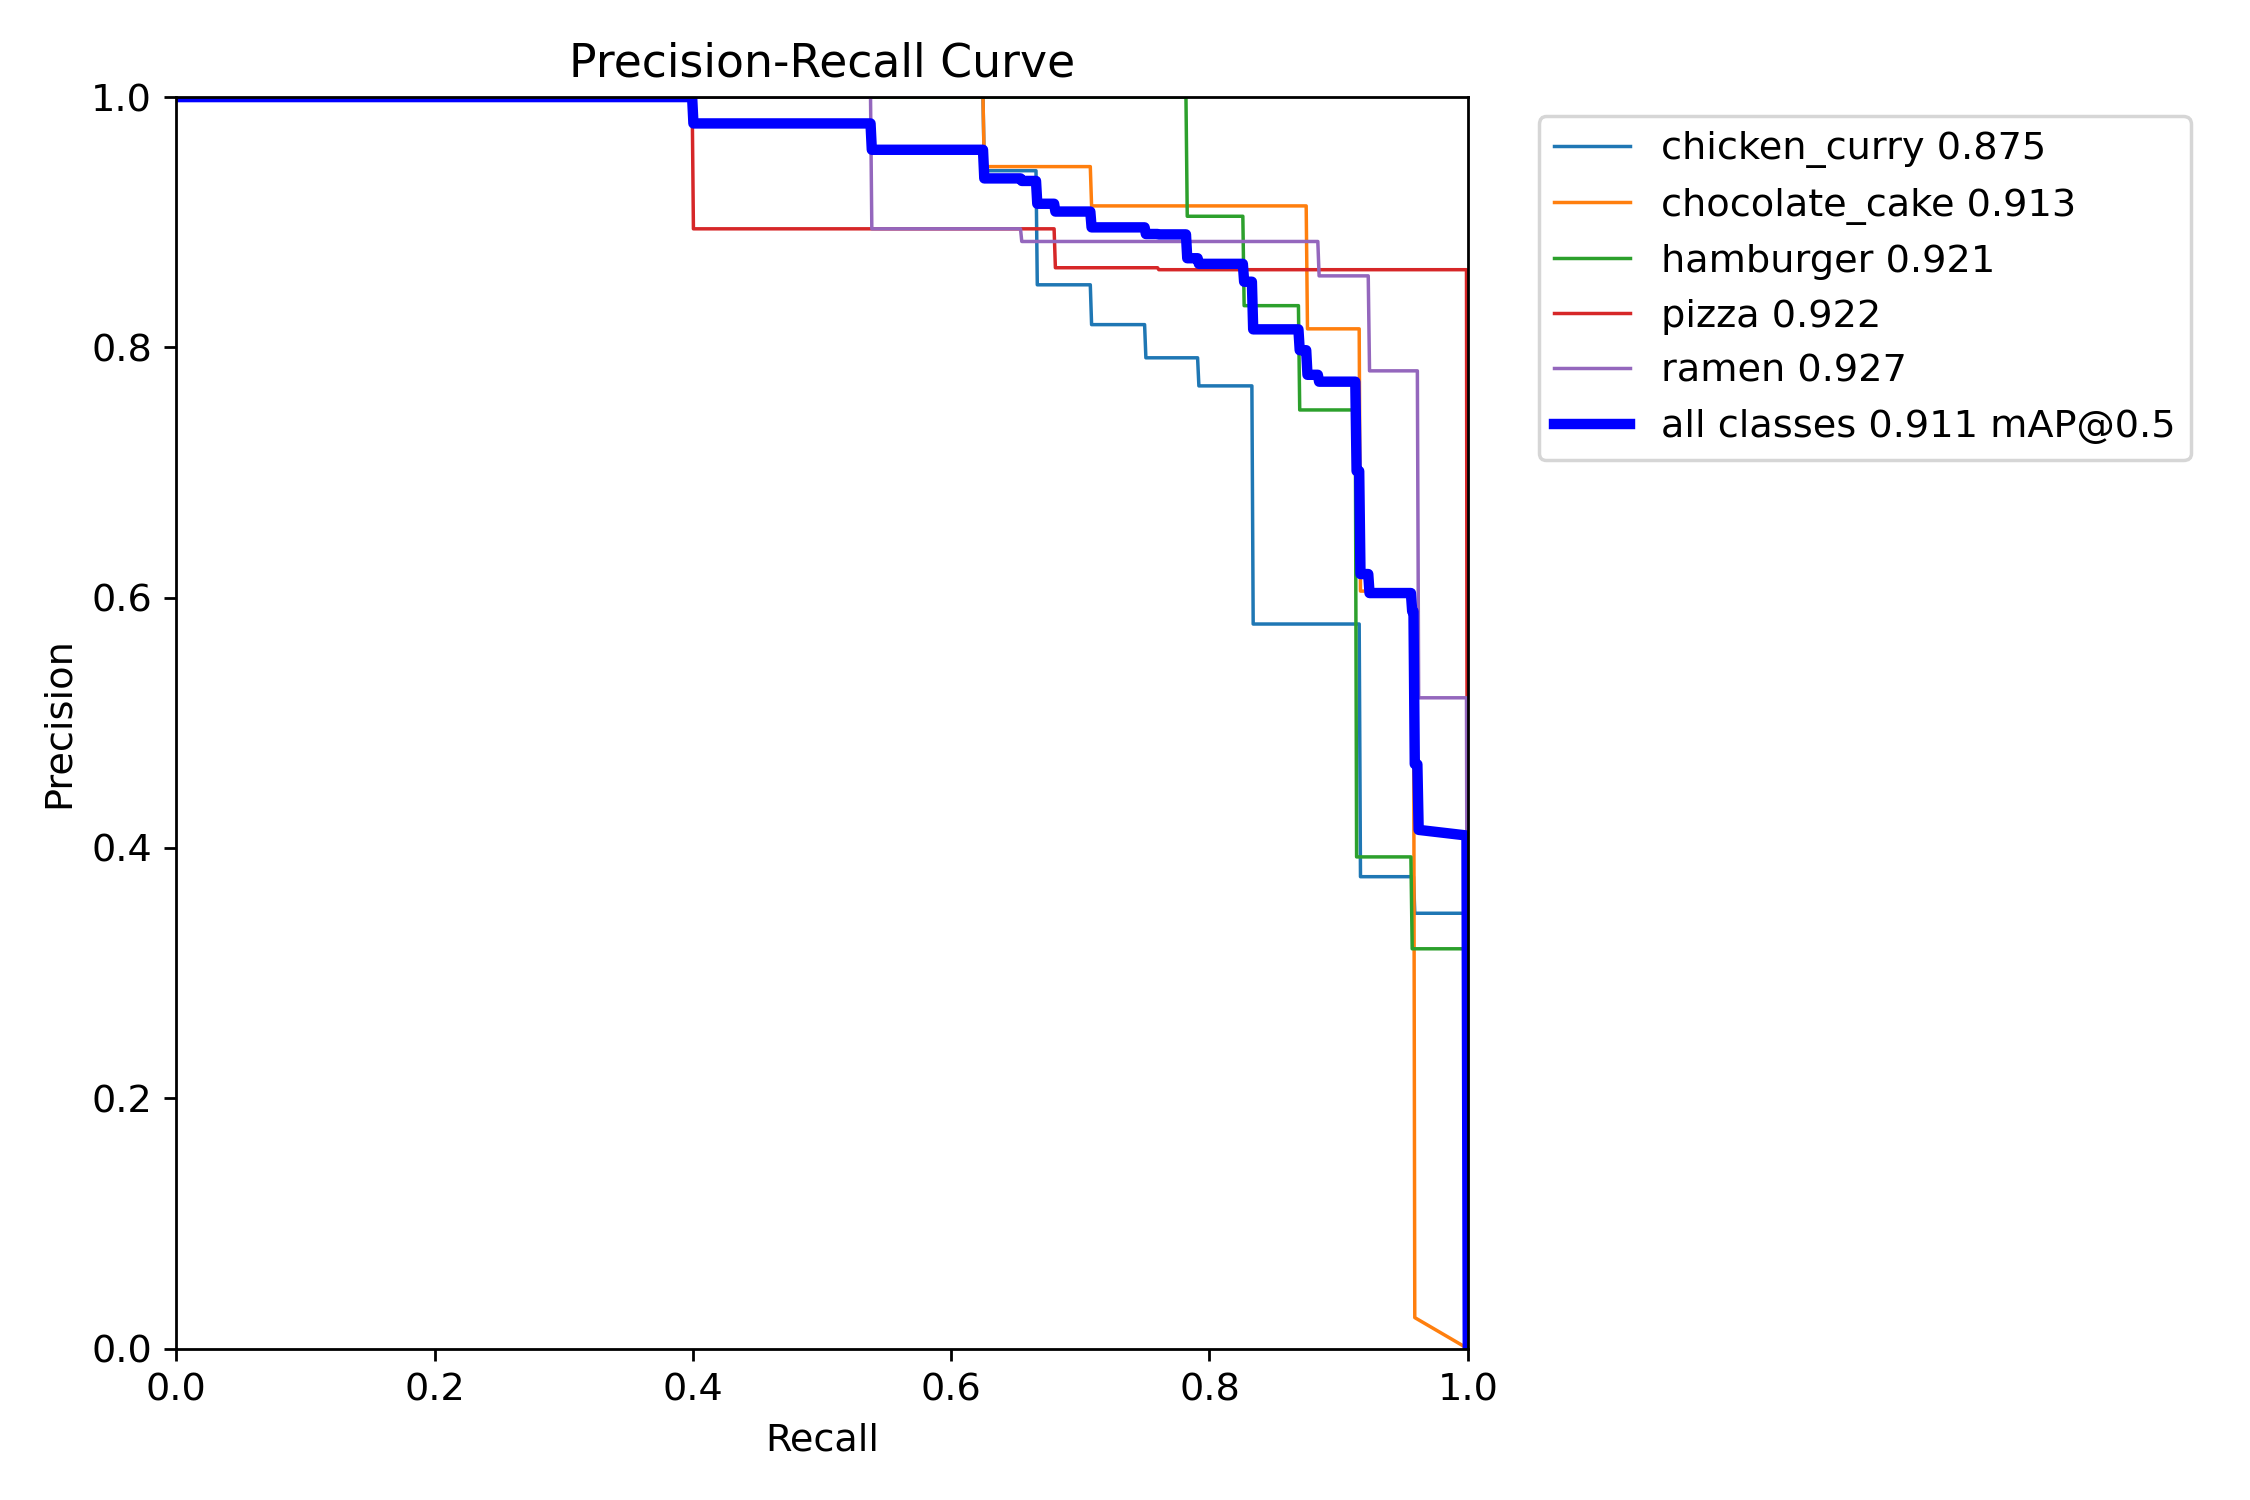 Precision-Recall Curve
1.0
0.8
0.6
0.4
0.2
0.0
Precision
0.0 0.2 0.4 0.6 0.8 1.0
Recall
chicken_curry 0.875
chocolate_cake 0.913
hamburger 0.921
pizza 0.922
ramen 0.927
all classes 0.911 mAP@0.5